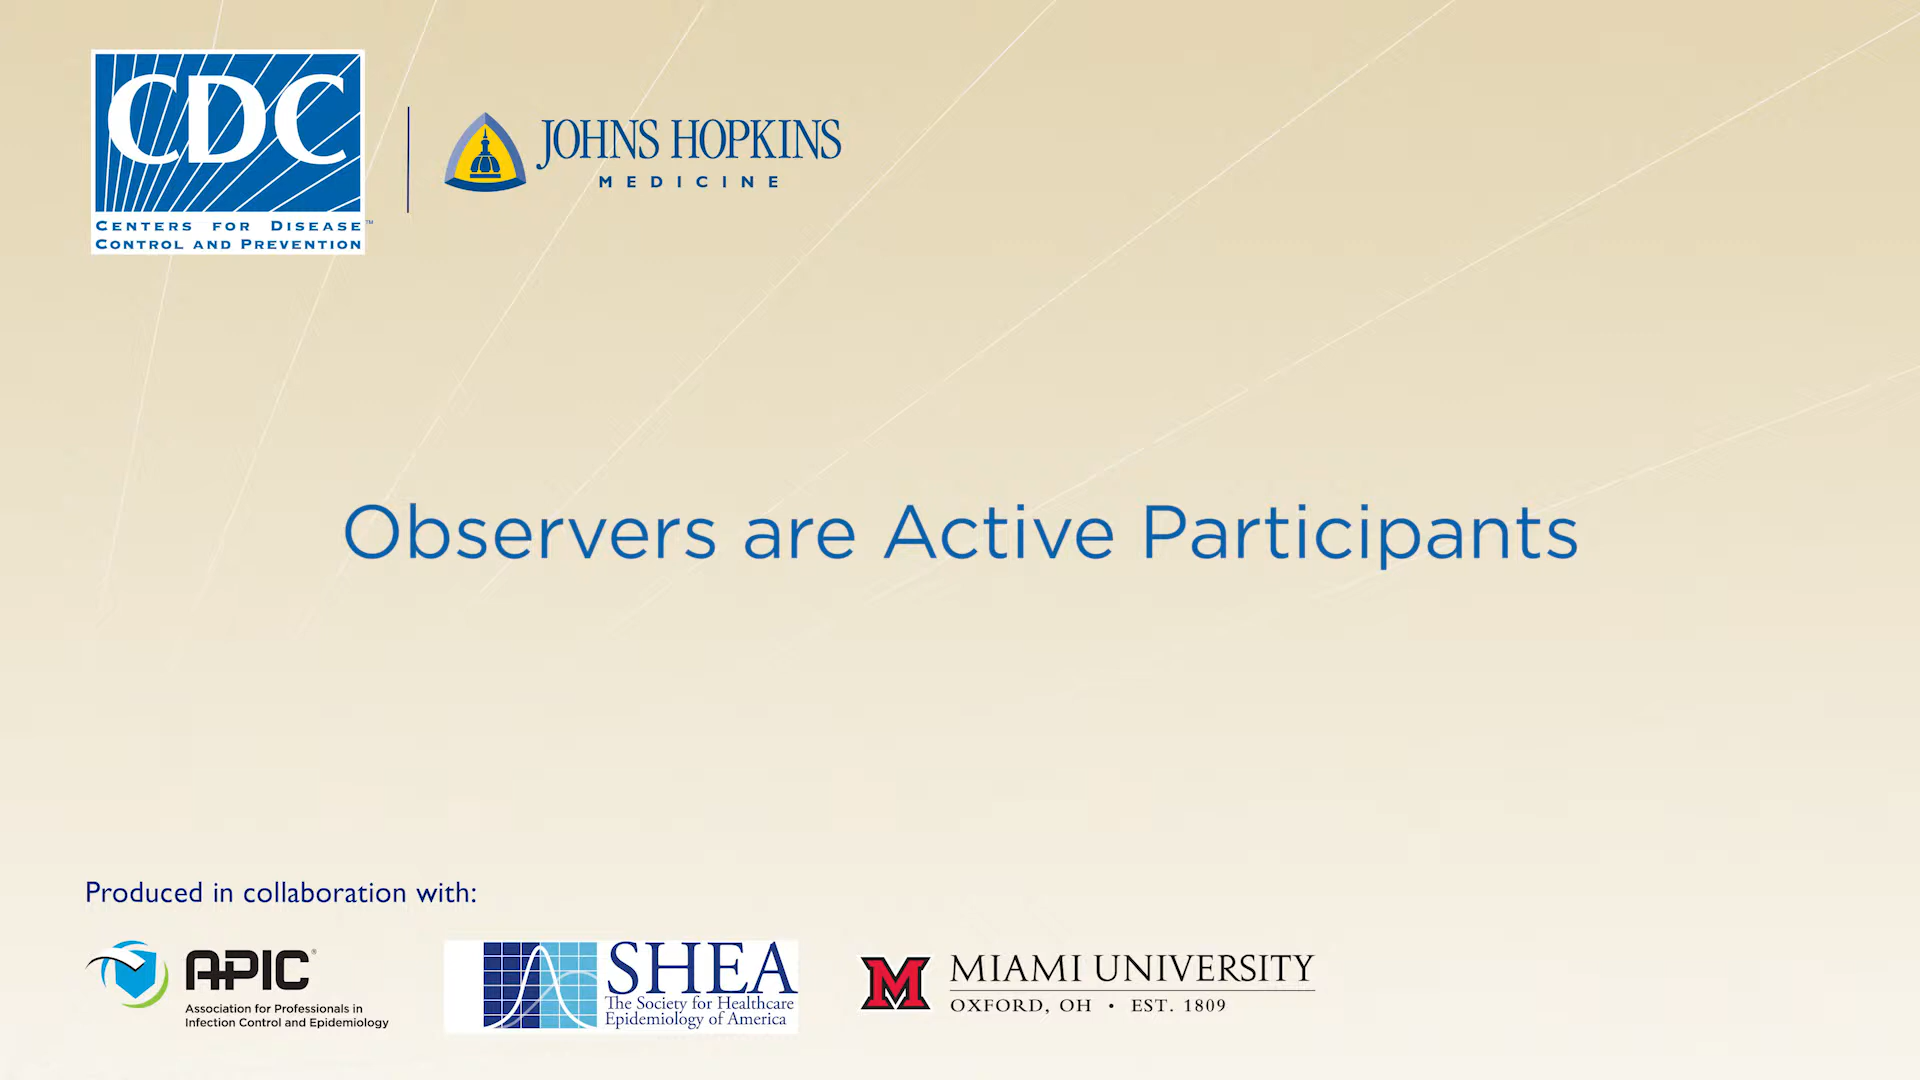 CDC
CENTERS FOR DISEASE™
CONTROL AND PREVENTION
JOHNS HOPKINS
MEDICINE
Observers are Active Participants
Produced in collaboration with:
APIC®
Association for Professionals in
Infection Control and Epidemiology
SHEA
The Society for Healthcare
Epidemiology of America
M
MIAMI UNIVERSITY
OXFORD, OH • EST. 1809